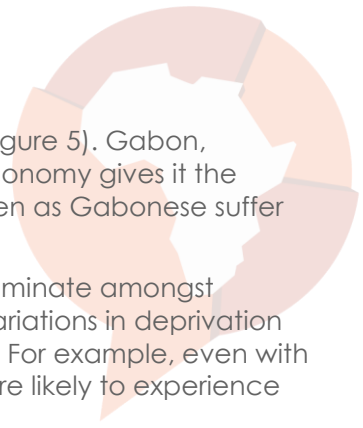 gure 5). Gabon,
onomy gives it the
en as Gabonese suffer
minate amongst
ariations in deprivation
For example, even with
re likely to experience